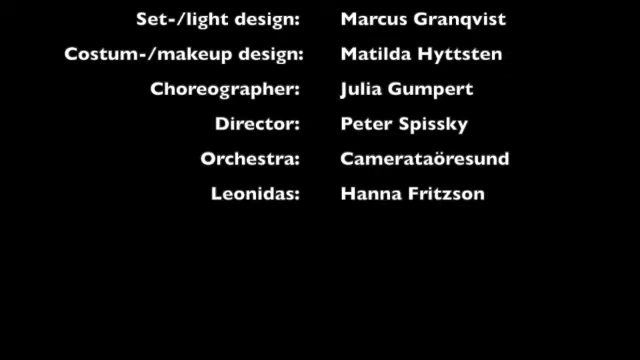 Set-/light design: Marcus Granqvist
Costum-/makeup design: Matilda Hyttsten
Choreographer: Julia Gumpert
Director: Peter Spissky
Orchestra: Camerataöresund
Leonidas: Hanna Fritzson